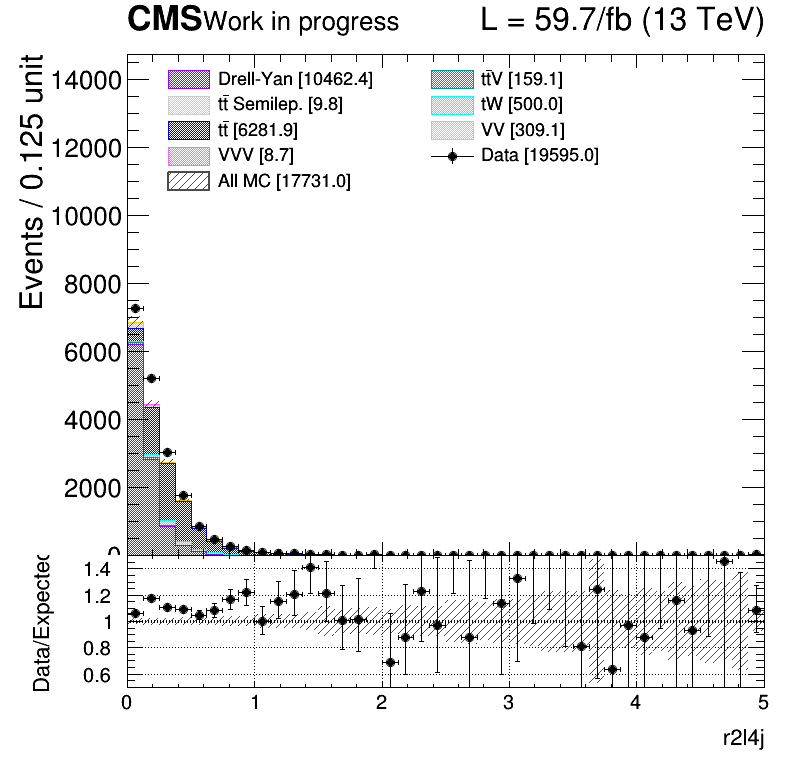 CMS Work in progress L = 59.7/fb (13 TeV)
Events / 0.125 unit
14000
12000
10000
8000
6000
4000
2000
0
Drell-Yan [10462.4]
tt̄ Semilep. [9.8]
tt̄ [6281.9]
VVV [8.7]
All MC [17731.0]
tt̄V [159.1]
tW [500.0]
VV [309.1]
Data [19595.0]
Data/Expected
1.4
1.2
1
0.8
0.6
0 1 2 3 4 5
r2l4j